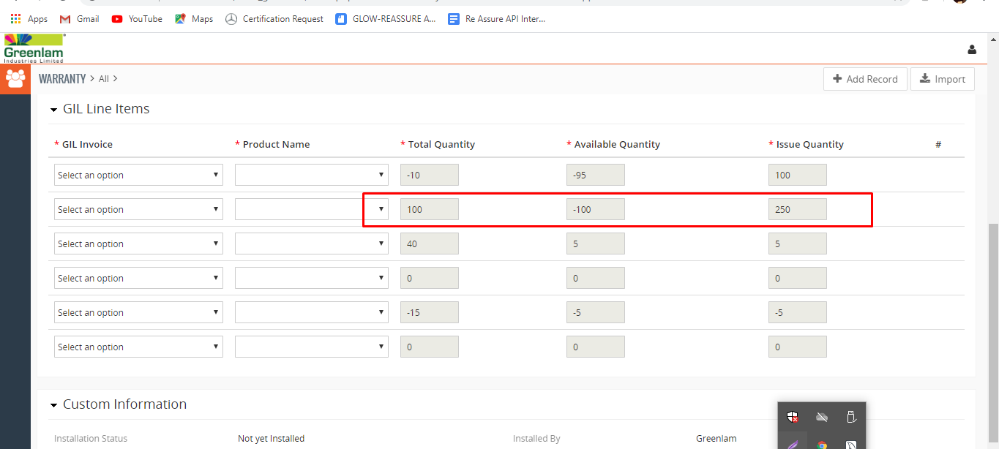 Apps Gmail YouTube Maps Certification Request GLOW-REASSURE A... Re Assure API Inter...
Greenlam
Industries Limited
WARRANTY > All > Add Record Import
GIL Line Items
* GIL Invoice * Product Name * Total Quantity * Available Quantity * Issue Quantity #
Select an option -10 -95 100
Select an option 100 -100 250
Select an option 40 5 5
Select an option 0 0 0
Select an option -15 -5 -5
Select an option 0 0 0
Custom Information
Installation Status Not yet Installed Installed By Greenlam